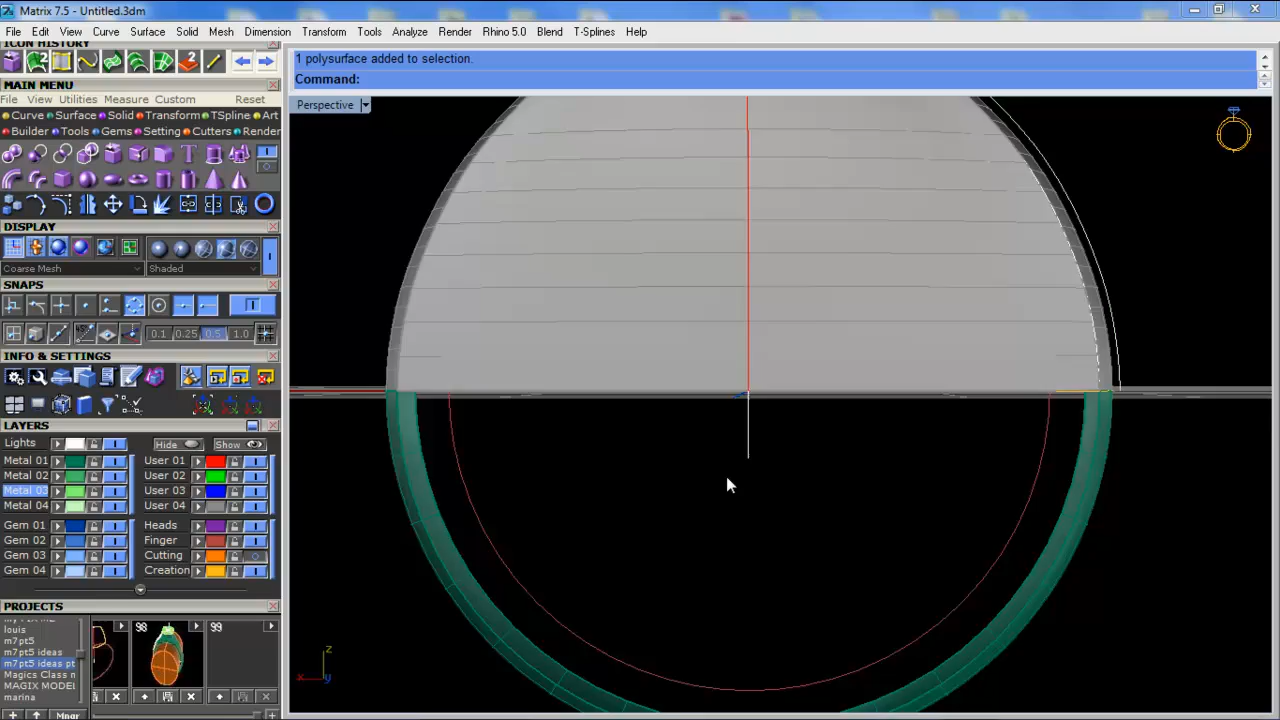 Matrix 7.5 - Untitled.3dm
File Edit View Curve Surface Solid Mesh Dimension Transform Tools Analyze Render Rhino 5.0 Blend T-Splines Help
ICON HISTORY
1 polysurface added to selection.
Command:
MAIN MENU
File View Utilities Measure Custom Reset
Curve Surface Solid Transform TSpline Art
Builder Tools Gems Setting Cutters Render
Perspective
DISPLAY
Coarse Mesh Shaded
SNAPS
0.1 0.25 0.5 1.0
INFO & SETTINGS
LAYERS
Lights Hide Show
Metal 01 User 01
Metal 02 User 02
Metal 03 User 03
Metal 04 User 04
Gem 01 Heads
Gem 02 Finger
Gem 03 Cutting
Gem 04 Creation
PROJECTS
louis
m7pt5
m7pt5 ideas
m7pt5 ideas pt
Magics Class n
MAGIX MODEL
marina
98 99
Mngr
z
x y